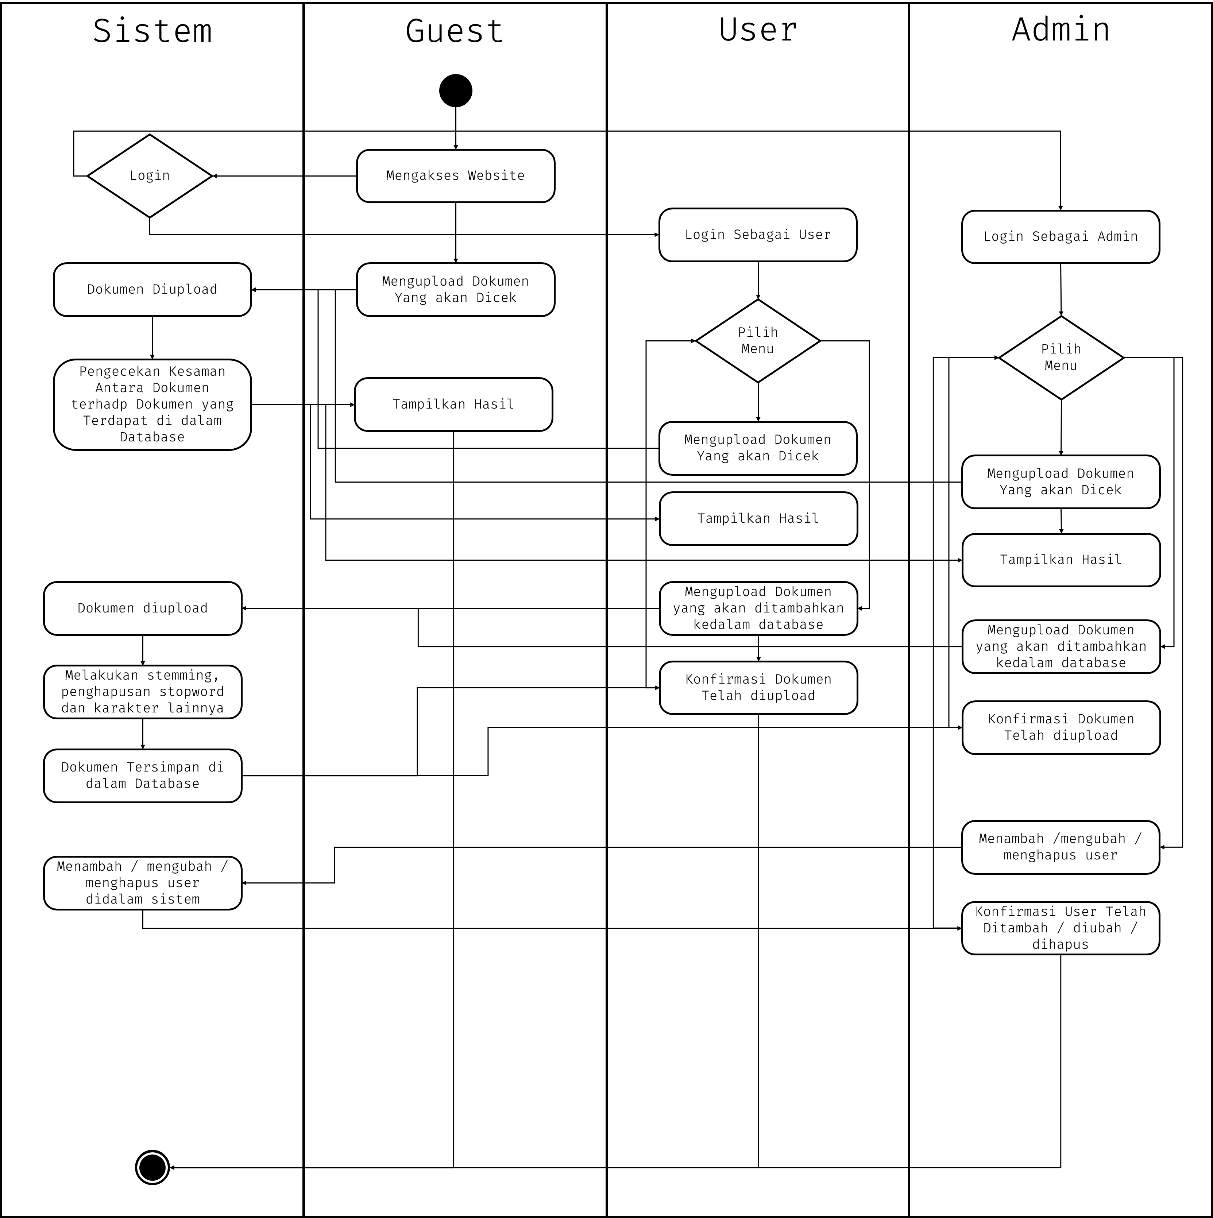 Sistem
Guest
User
Admin
Login
Mengakses Website
Login Sebagai User
Login Sebagai Admin
Dokumen Diupload
Mengupload Dokumen
Yang akan Dicek
Pilih
Menu
Pilih
Menu
Pengecekan Kesaman
Antara Dokumen
terhadp Dokumen yang
Terdapat di dalam
Database
Tampilkan Hasil
Mengupload Dokumen
Yang akan Dicek
Mengupload Dokumen
Yang akan Dicek
Tampilkan Hasil
Tampilkan Hasil
Dokumen diupload
Mengupload Dokumen
yang akan ditambahkan
kedalam database
Mengupload Dokumen
yang akan ditambahkan
kedalam database
Melakukan stemming,
penghapusan stopword
dan karakter lainnya
Konfirmasi Dokumen
Telah diupload
Konfirmasi Dokumen
Telah diupload
Dokumen Tersimpan di
dalam Database
Menambah /mengubah /
menghapus user
Menambah / mengubah /
menghapus user
didalam sistem
Konfirmasi User Telah
Ditambah / diubah /
dihapus